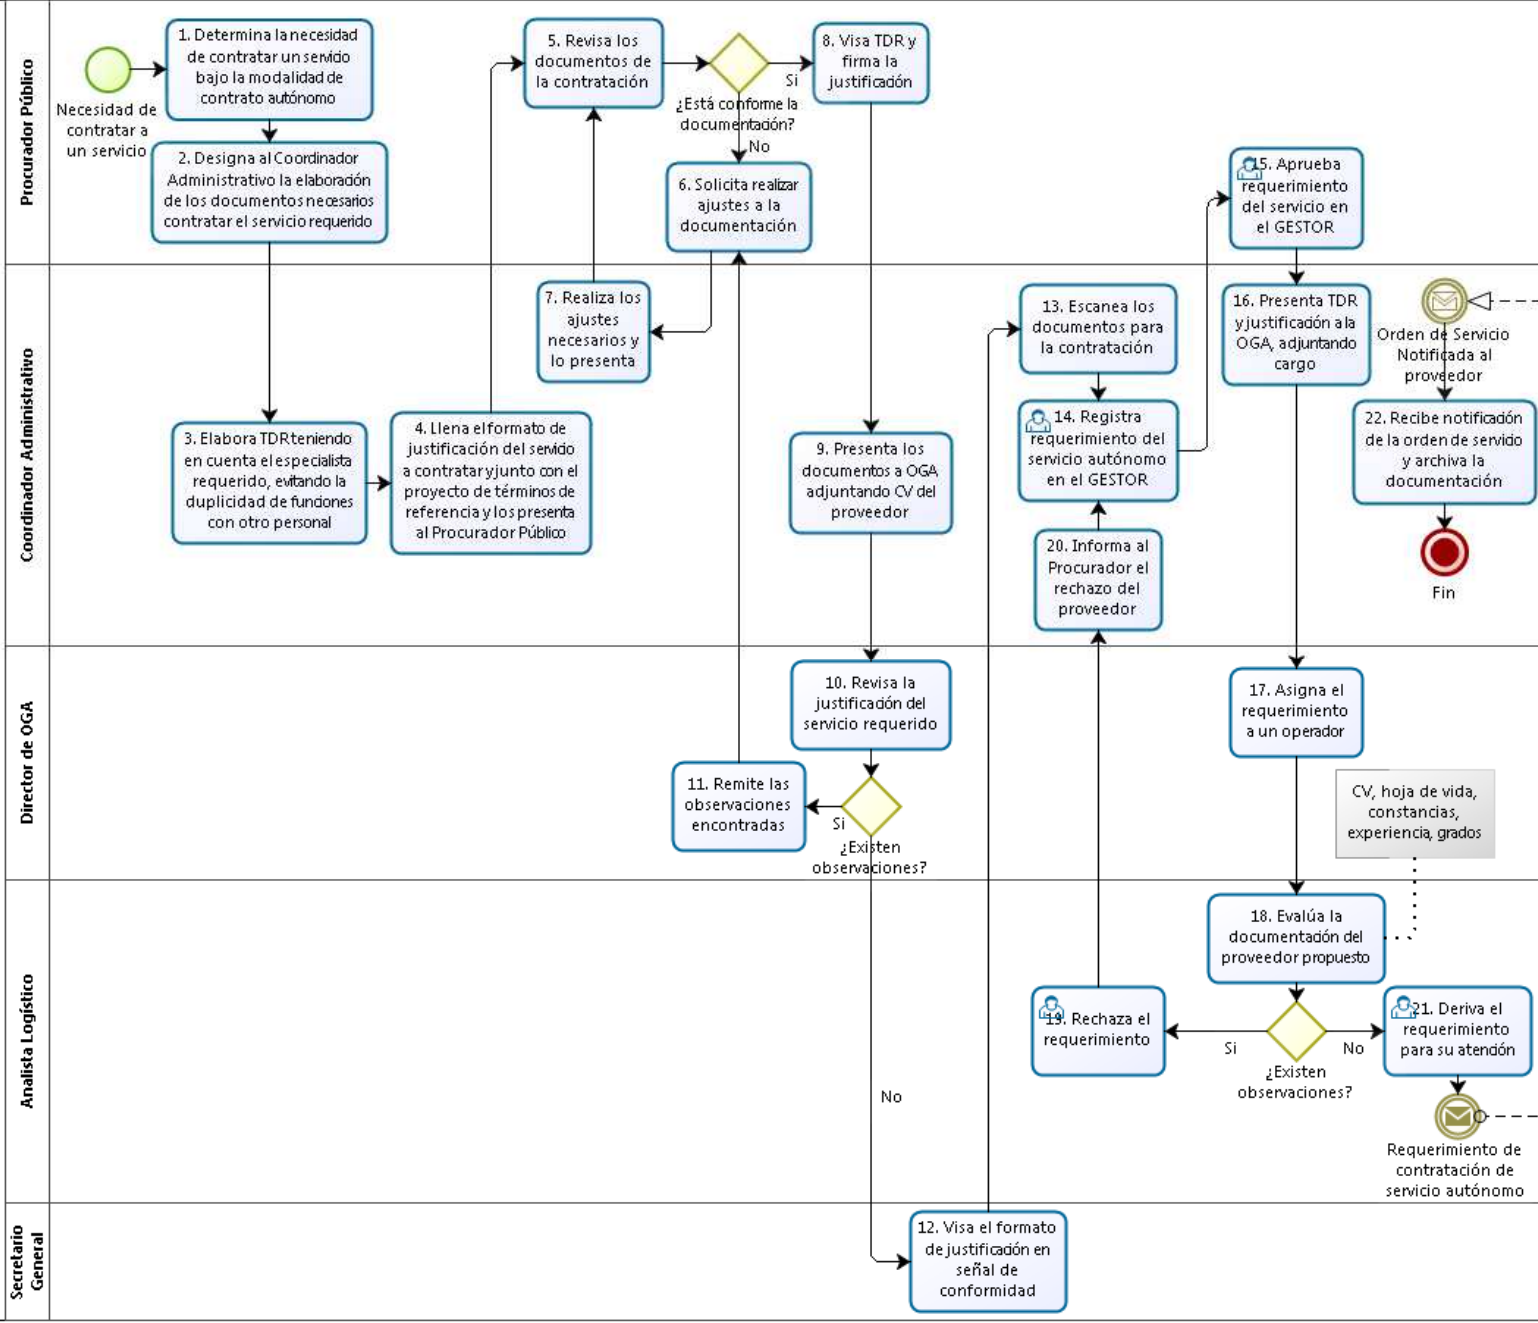 Procurador Público
Necesidad de
contratar a
un servicio
1. Determina la necesidad
de contratar un servicio
bajo la modalidad de
contrato autónomo
2. Designa al Coordinador
Administrativo la elaboración
de los documentos necesarios
contratar el servicio requerido
5. Revisa los
documentos de
la contratación
¿Está conforme la
documentación?
Si
No
8. Visa TDR y
firma la
justificación
6. Solicita realizar
ajustes a la
documentación
15. Aprueba
requerimiento
del servicio en
el GESTOR
Coordinador Administrativo
3. Elabora TDR teniendo
en cuenta el especialista
requerido, evitando la
duplicidad de funciones
con otro personal
4. Llena el formato de
justificación del servicio
a contratar y junto con el
proyecto de términos de
referencia y los presenta
al Procurador Público
7. Realiza los
ajustes
necesarios y
lo presenta
9. Presenta los
documentos a OGA
adjuntando CV del
proveedor
13. Escanea los
documentos para
la contratación
14. Registra
requerimiento del
servicio autónomo
en el GESTOR
20. Informa al
Procurador el
rechazo del
proveedor
16. Presenta TDR
y justificación a la
OGA, adjuntando
cargo
Orden de Servicio
Notificada al
proveedor
22. Recibe notificación
de la orden de servicio
y archiva la
documentación
Fin
Director de OGA
10. Revisa la
justificación del
servicio requerido
11. Remite las
observaciones
encontradas
Si
¿Existen
observaciones?
17. Asigna el
requerimiento
a un operador
CV, hoja de vida,
constancias,
experiencia, grados
Analista Logístico
No
18. Evalúa la
documentación del
proveedor propuesto
19. Rechaza el
requerimiento
Si
No
¿Existen
observaciones?
21. Deriva el
requerimiento
para su atención
Requerimiento de
contratación de
servicio autónomo
Secretario
General
12. Visa el formato
de justificación en
señal de
conformidad